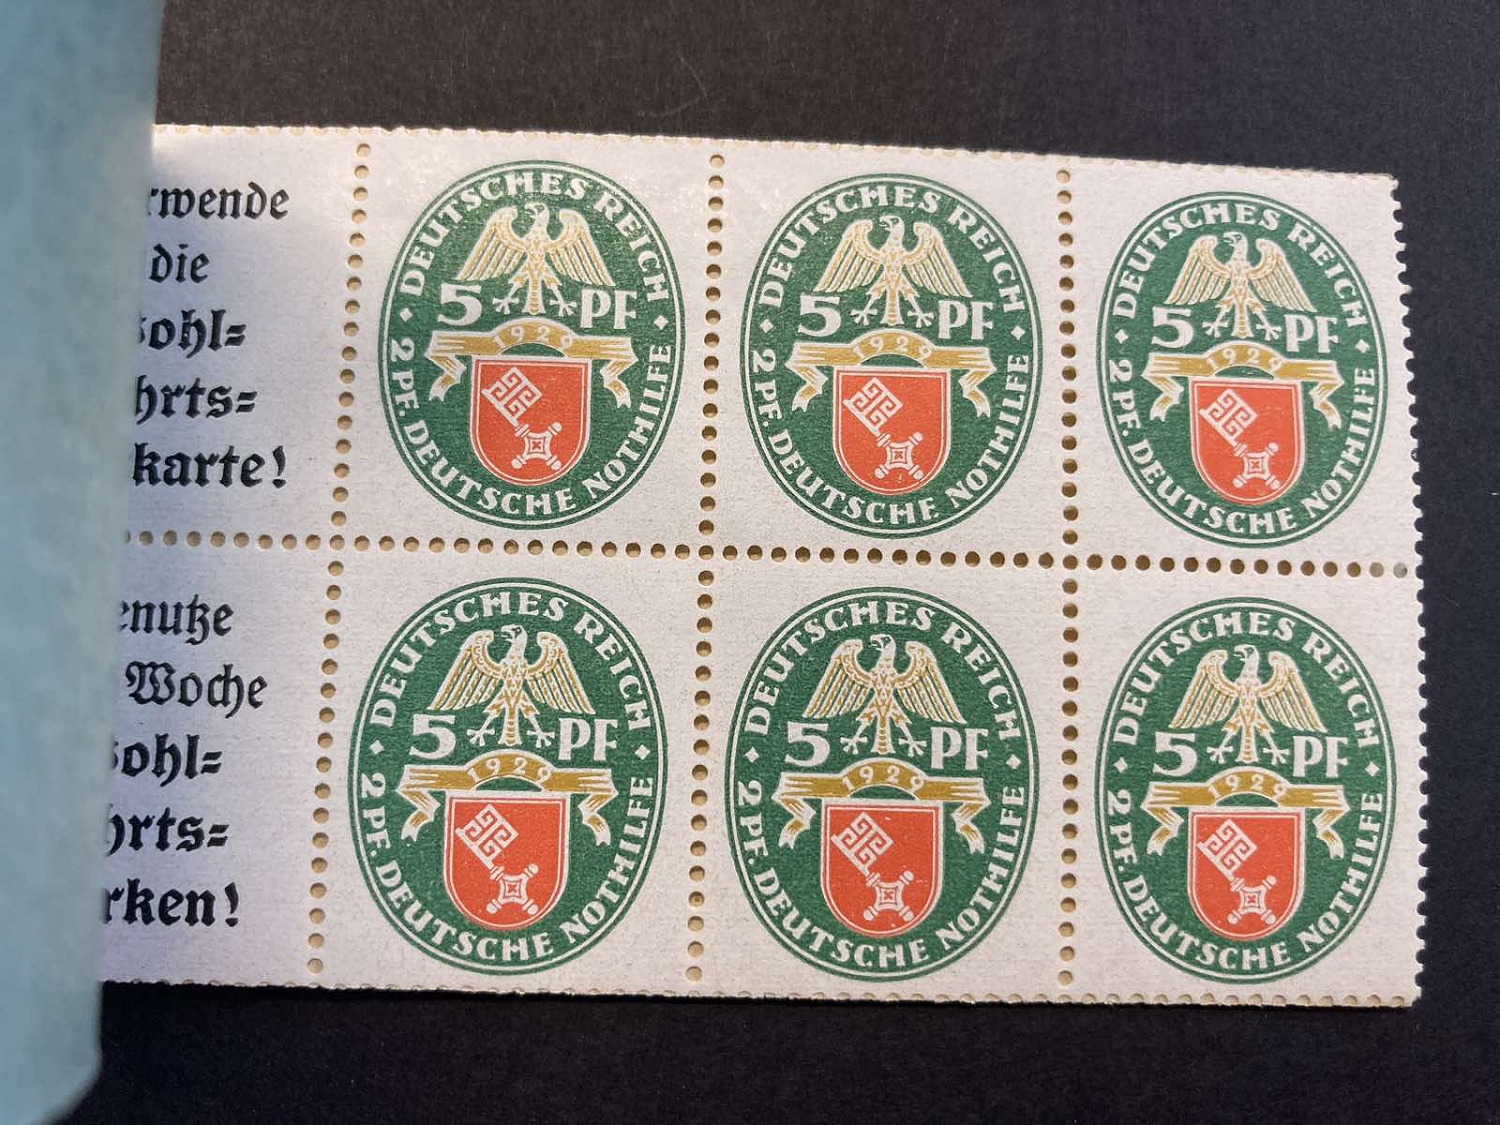 rwende
die
ohl=
hrts=
karte!
DEUTSCHES REICH
5 PF
1929
2 PF. DEUTSCHE NOTHILFE
DEUTSCHES REICH
5 PF
1929
2 PF. DEUTSCHE NOTHILFE
DEUTSCHES REICH
5 PF
1929
2 PF. DEUTSCHE NOTHILFE
enutze
Woche
ohl=
hrts=
rken!
DEUTSCHES REICH
5 PF
1929
2 PF. DEUTSCHE NOTHILFE
DEUTSCHES REICH
5 PF
1929
2 PF. DEUTSCHE NOTHILFE
DEUTSCHES REICH
5 PF
1929
2 PF. DEUTSCHE NOTHILFE